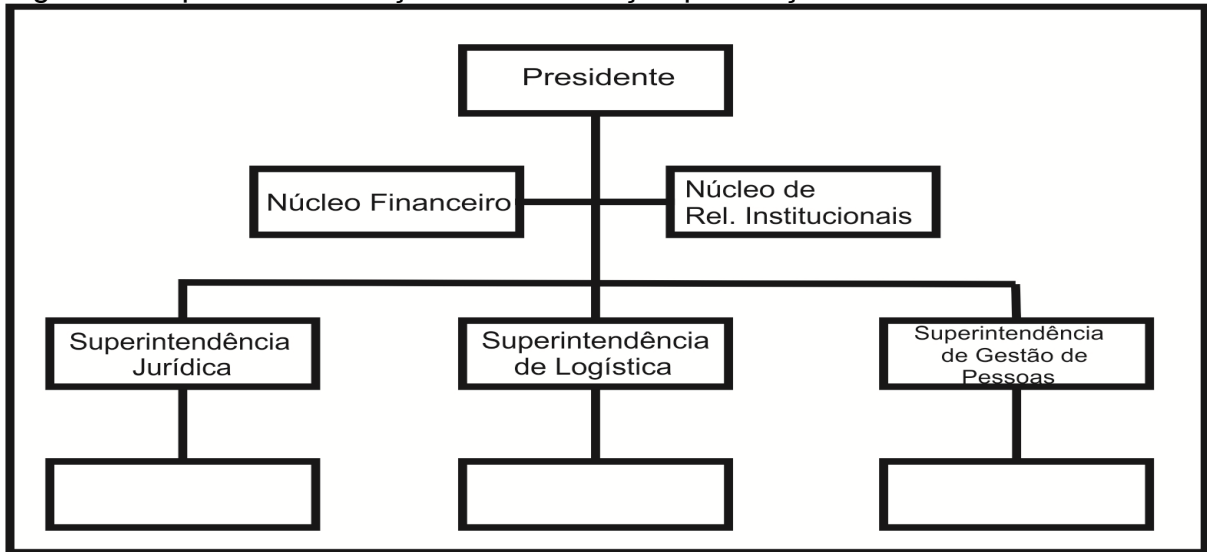 Presidente
Núcleo Financeiro
Núcleo de
Rel. Institucionais
Superintendência
Jurídica
Superintendência
de Logística
Superintendência
de Gestão de
Pessoas